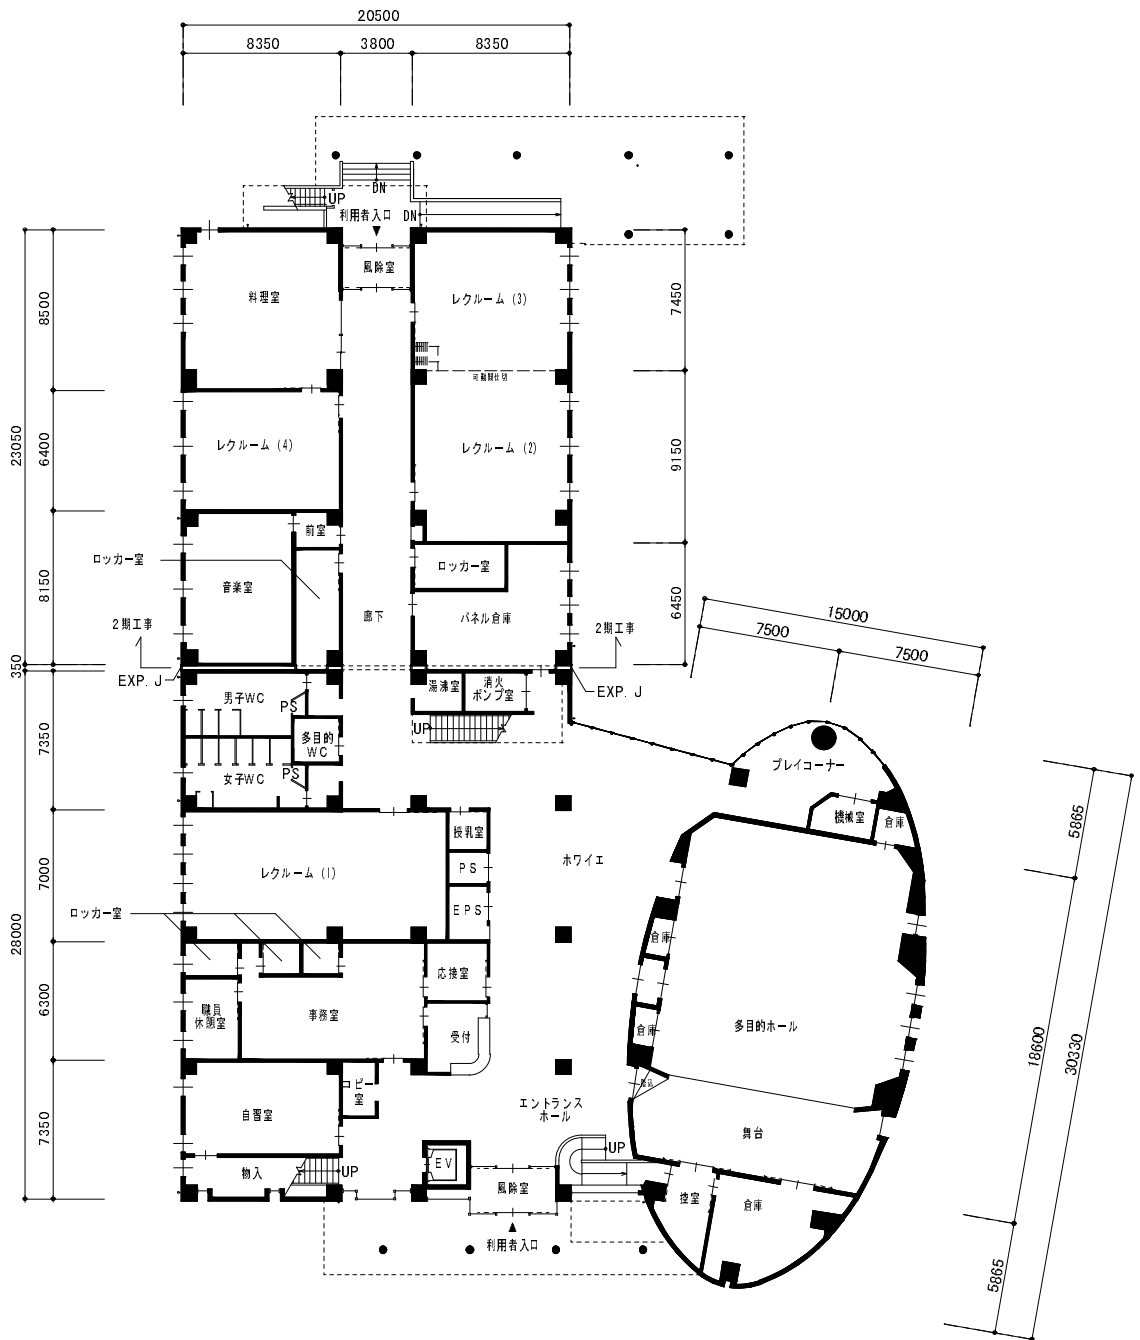 20500
8350
3800
8350
UP
DN
利用者入口
DN
風除室
料理室
レクルーム (3)
8500
7450
可動間仕切
レクルーム (4)
レクルーム (2)
23050
6400
9150
前室
ロッカー室
ロッカー室
音楽室
8150
廊下
パネル倉庫
6450
2期工事
2期工事
350
EXP. J
EXP. J
15000
7500
7500
男子WC
PS
湯沸室
消火
ポンプ室
多目的
WC
UP
7350
女子WC
PS
プレイコーナー
機械室
倉庫
5865
授乳室
ホワイエ
レクルーム (1)
PS
7000
EPS
ロッカー室
28000
倉庫
応接室
職員
休憩室
事務室
6300
受付
倉庫
多目的ホール
18600
30330
コピー
室
自習室
エントランス
ホール
7350
舞台
物入
UP
EV
UP
風除室
控室
倉庫
利用者入口
5865